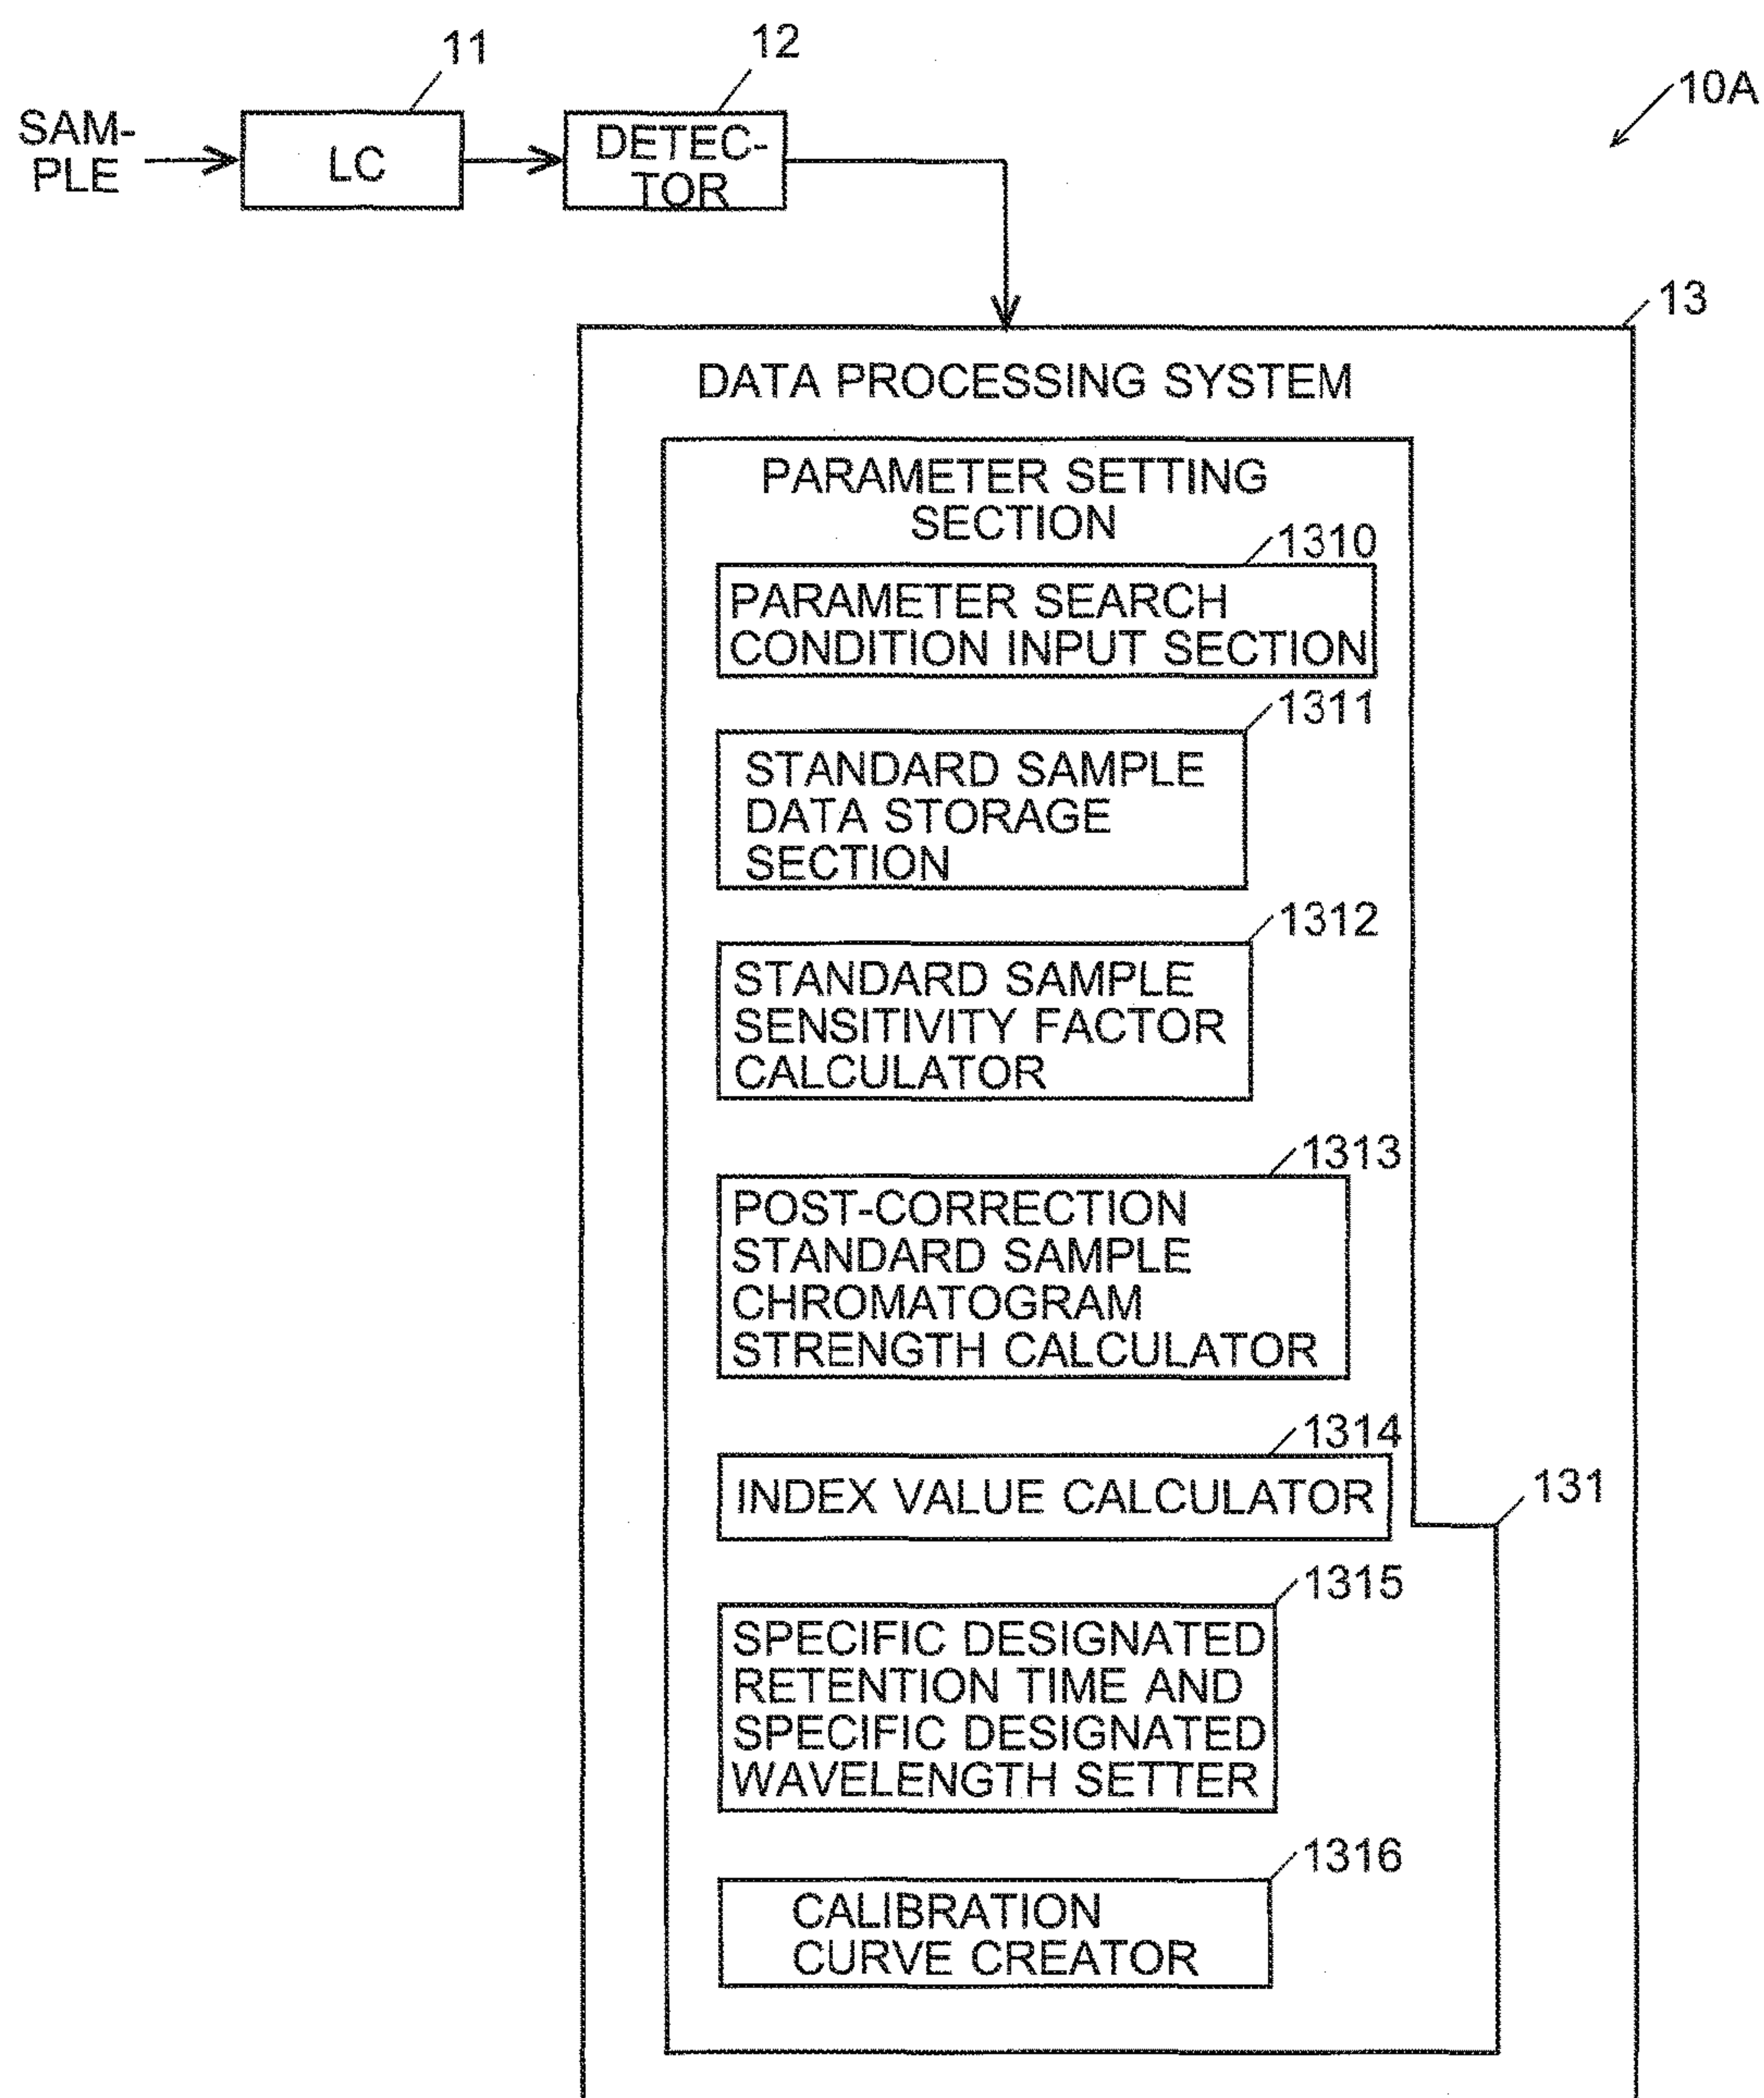 11
12
10A
SAM-
PLE
LC
DETEC-
TOR
13
DATA PROCESSING SYSTEM
PARAMETER SETTING
SECTION
1310
PARAMETER SEARCH
CONDITION INPUT SECTION
1311
STANDARD SAMPLE
DATA STORAGE
SECTION
1312
STANDARD SAMPLE
SENSITIVITY FACTOR
CALCULATOR
1313
POST-CORRECTION
STANDARD SAMPLE
CHROMATOGRAM
STRENGTH CALCULATOR
1314
INDEX VALUE CALCULATOR
131
1315
SPECIFIC DESIGNATED
RETENTION TIME AND
SPECIFIC DESIGNATED
WAVELENGTH SETTER
1316
CALIBRATION
CURVE CREATOR